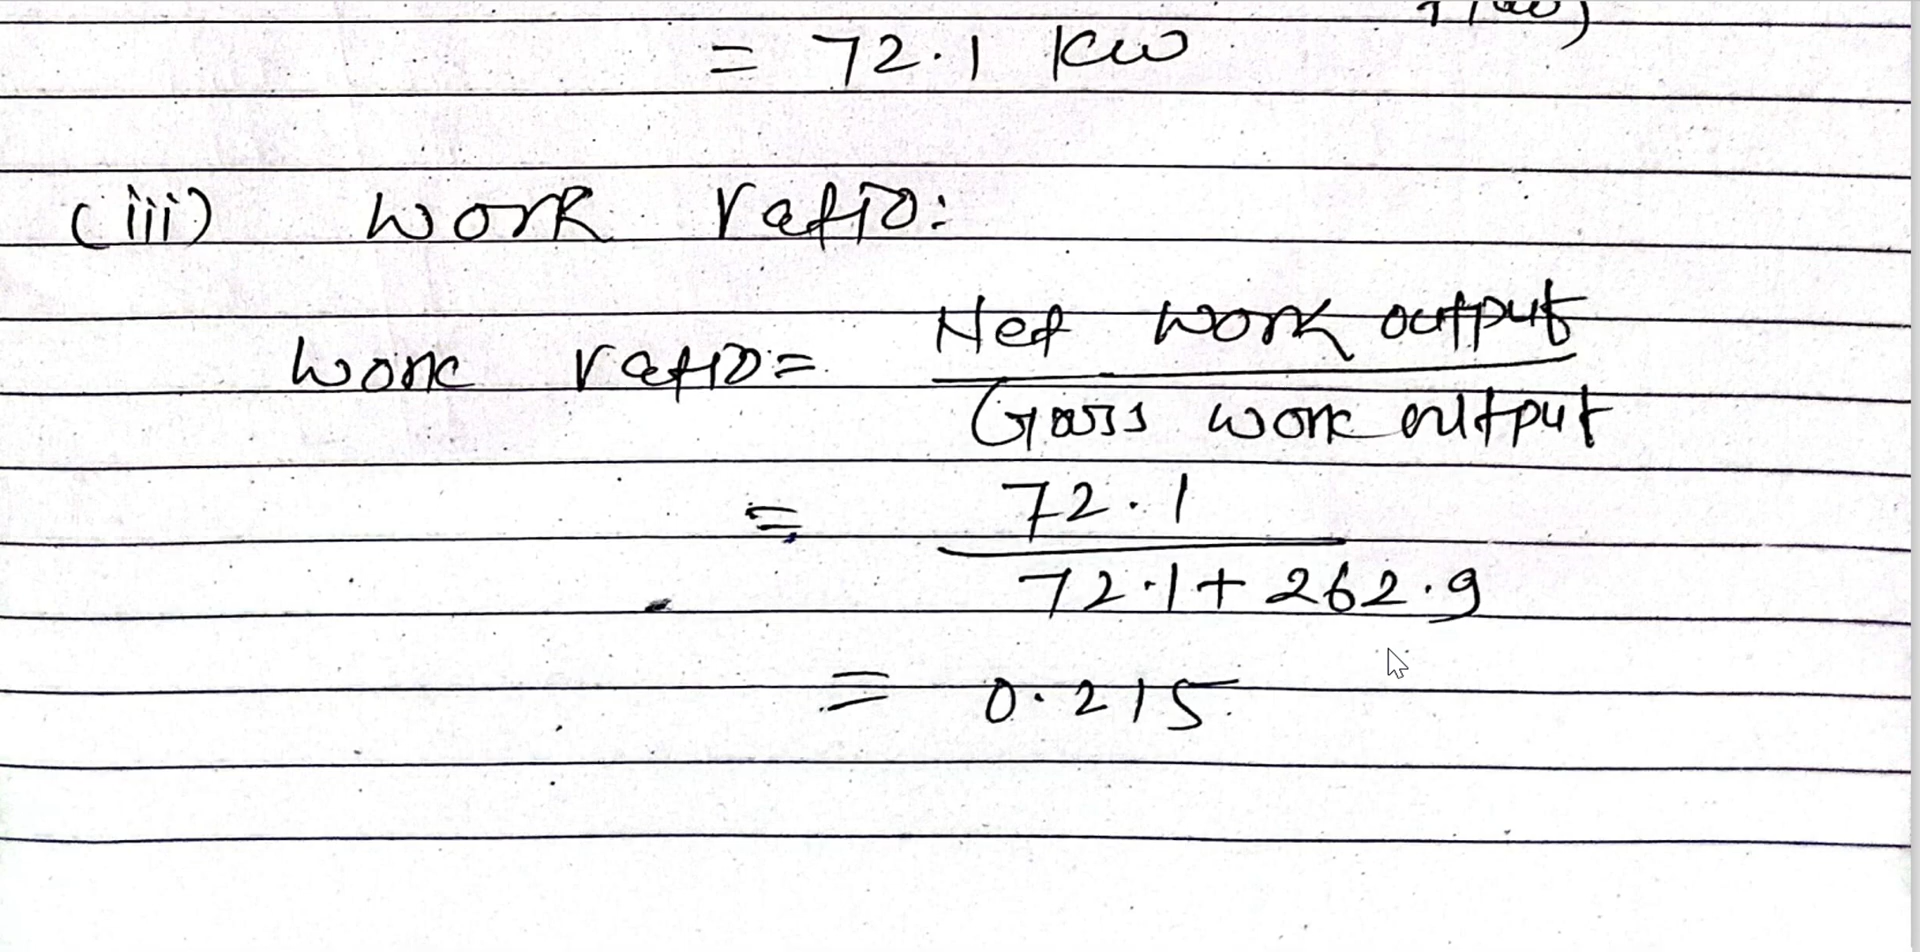 = 72.1 kw
(iii) Work ratio:
Work ratio = Net work output
Gross work output
= 72.1
72.1 + 262.9
= 0.215